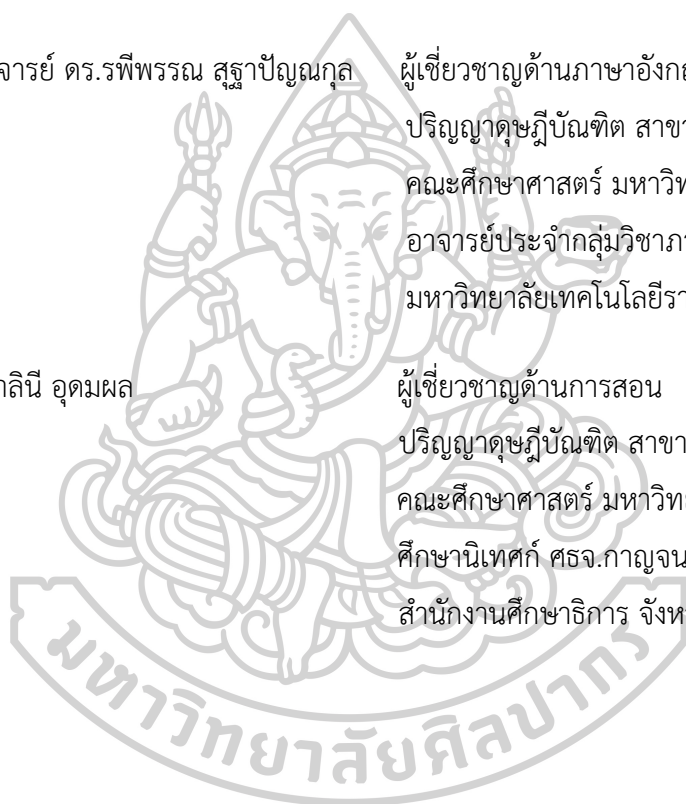 จารย์ ดร.รพีพรรณ สุฐาปัญณกุล ผู้เชี่ยวชาญด้านภาษาอังกฤ
ปริญญาดุษฎีบัณฑิต สาขา
คณะศึกษาศาสตร์ มหาวิท
อาจารย์ประจำกลุ่มวิชาภา
มหาวิทยาลัยเทคโนโลยีรา
าลินี อุดมผล ผู้เชี่ยวชาญด้านการสอน
ปริญญาดุษฎีบัณฑิต สาขา
คณะศึกษาศาสตร์ มหาวิทย
ศึกษานิเทศก์ ศธจ.กาญจน
สำนักงานศึกษาธิการ จังห
มหาวิทยาลัยศิลปากร